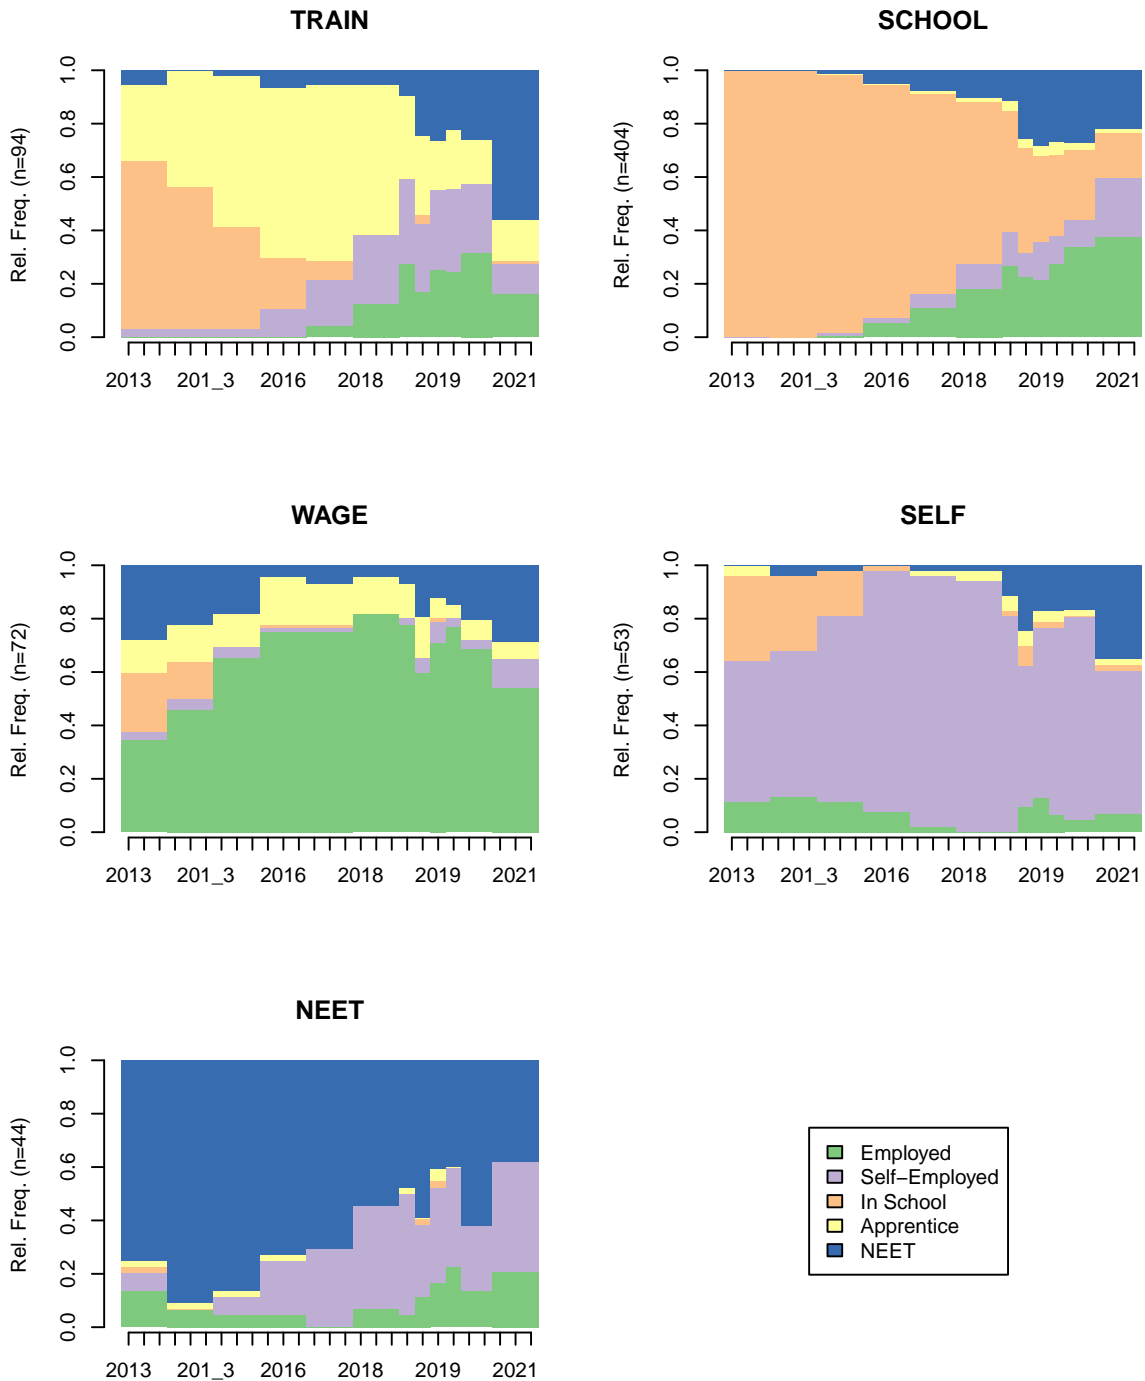 TRAIN
Rel. Freq. (n=94)
1.0
0.8
0.6
0.4
0.2
0.0
2013 201_3 2016 2018 2019 2021
SCHOOL
Rel. Freq. (n=404)
1.0
0.8
0.6
0.4
0.2
0.0
2013 201_3 2016 2018 2019 2021
WAGE
Rel. Freq. (n=72)
1.0
0.8
0.6
0.4
0.2
0.0
2013 201_3 2016 2018 2019 2021
SELF
Rel. Freq. (n=53)
1.0
0.8
0.6
0.4
0.2
0.0
2013 201_3 2016 2018 2019 2021
NEET
Rel. Freq. (n=44)
1.0
0.8
0.6
0.4
0.2
0.0
2013 201_3 2016 2018 2019 2021
Employed
Self−Employed
In School
Apprentice
NEET